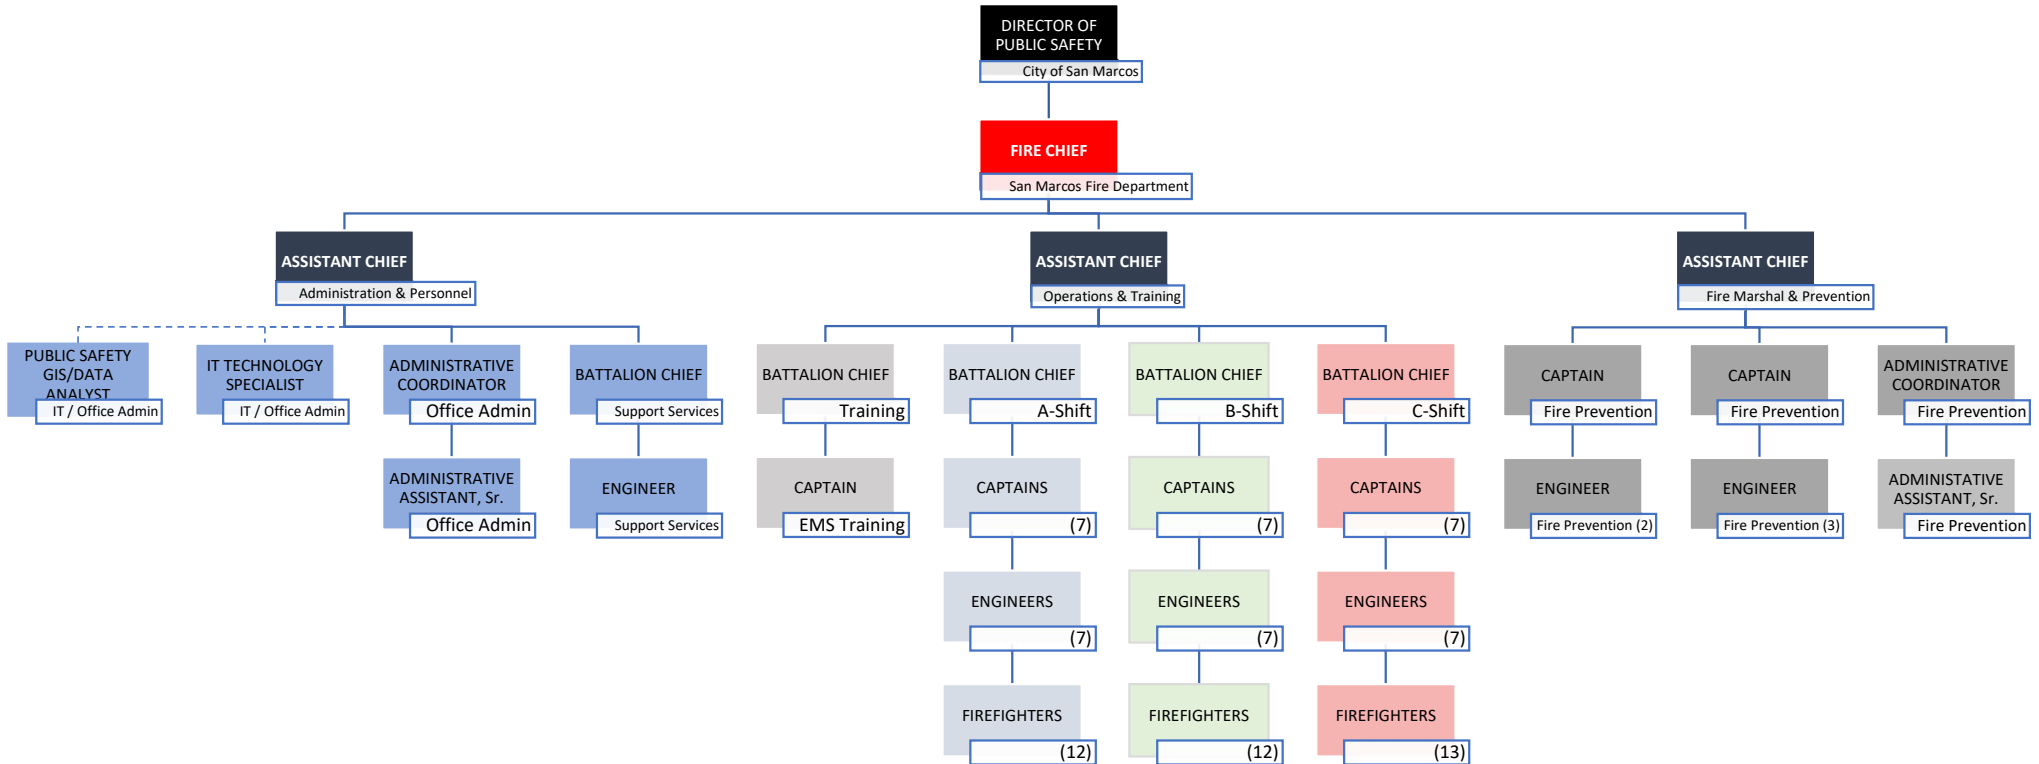 DIRECTOR OF
PUBLIC SAFETY
City of San Marcos
FIRE CHIEF
San Marcos Fire Department
ASSISTANT CHIEF
Administration & Personnel
ASSISTANT CHIEF
Operations & Training
ASSISTANT CHIEF
Fire Marshal & Prevention
PUBLIC SAFETY
GIS/DATA
ANALYST
IT / Office Admin
IT TECHNOLOGY
SPECIALIST
IT / Office Admin
ADMINISTRATIVE
COORDINATOR
Office Admin
BATTALION CHIEF
Support Services
BATTALION CHIEF
Training
BATTALION CHIEF
A-Shift
BATTALION CHIEF
B-Shift
BATTALION CHIEF
C-Shift
CAPTAIN
Fire Prevention
CAPTAIN
Fire Prevention
ADMINISTRATIVE
COORDINATOR
Fire Prevention
ADMINISTRATIVE
ASSISTANT, Sr.
Office Admin
ENGINEER
Support Services
CAPTAIN
EMS Training
CAPTAINS
(7)
CAPTAINS
(7)
CAPTAINS
(7)
ENGINEER
Fire Prevention (2)
ENGINEER
Fire Prevention (3)
ADMINISTATIVE
ASSISTANT, Sr.
Fire Prevention
ENGINEERS
(7)
ENGINEERS
(7)
ENGINEERS
(7)
FIREFIGHTERS
(12)
FIREFIGHTERS
(12)
FIREFIGHTERS
(13)